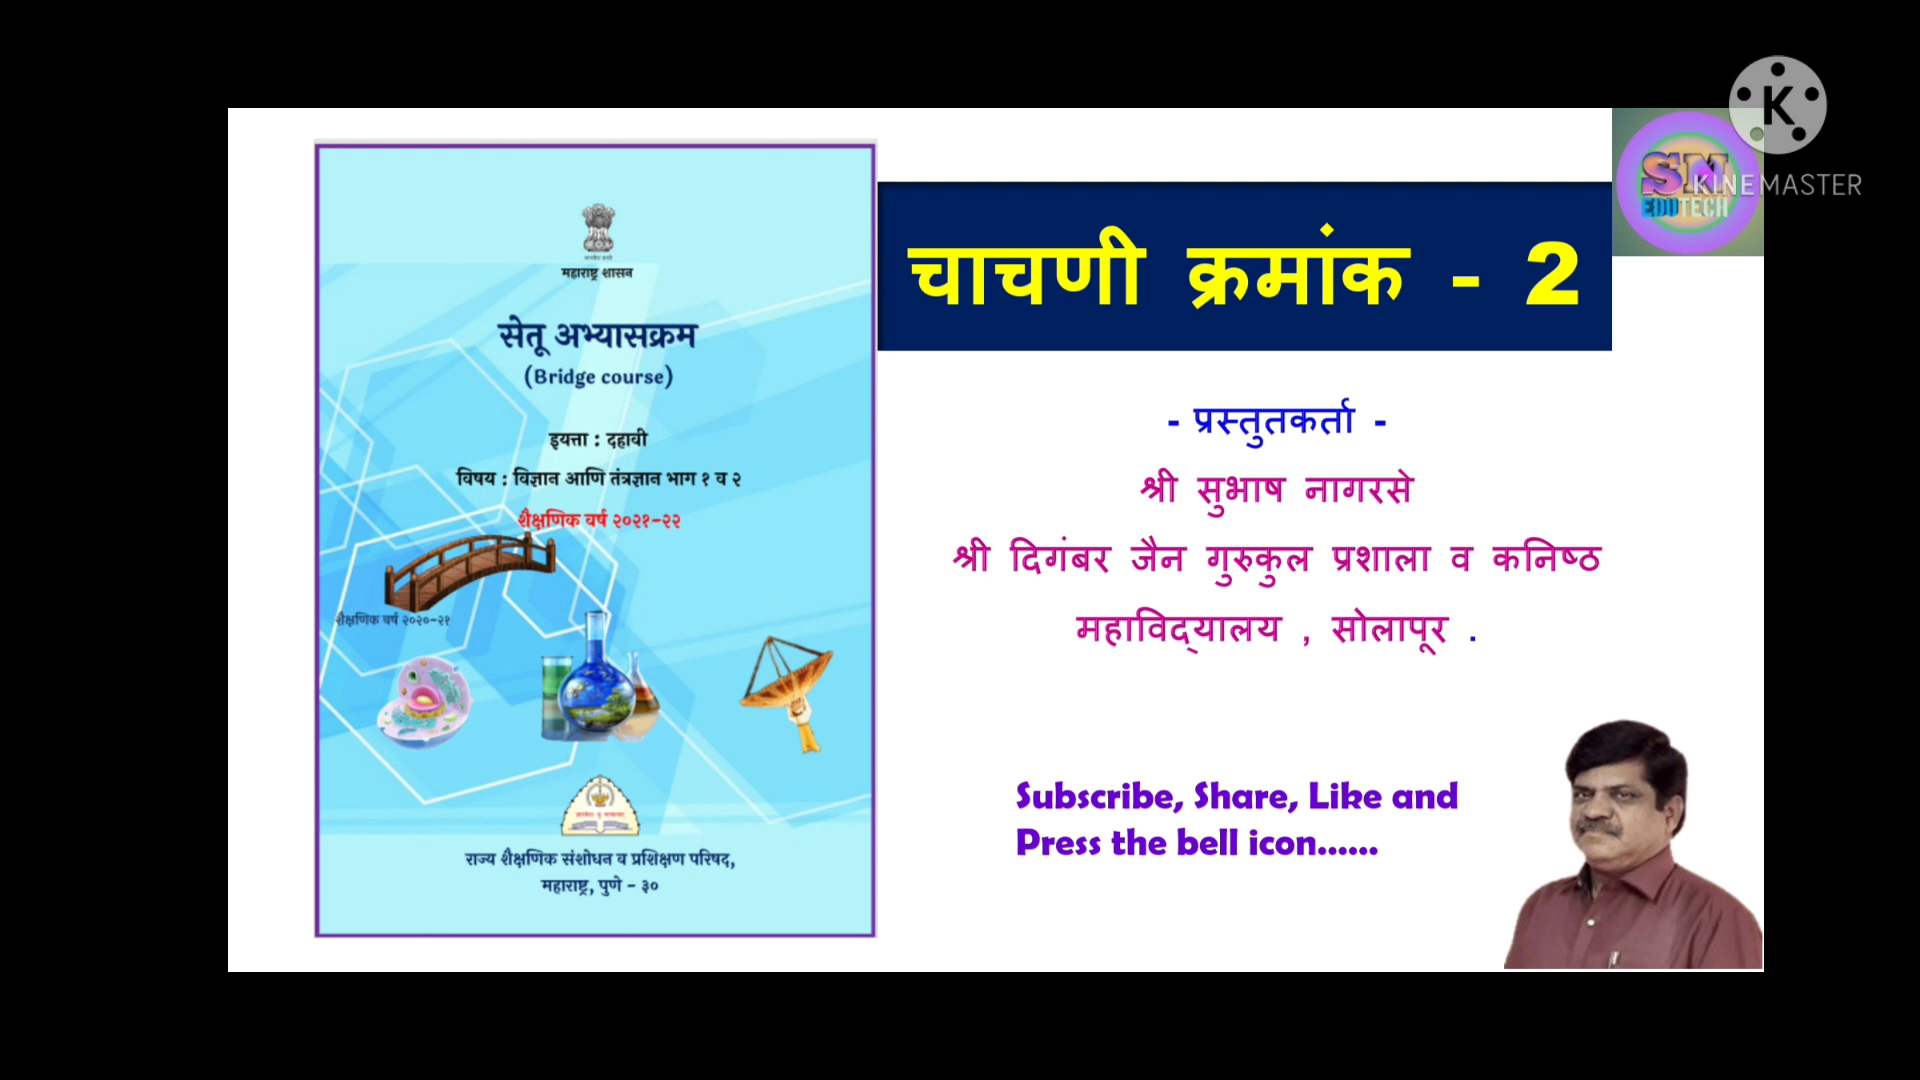 महाराष्ट्र शासन
सेतू अभ्यासक्रम
(Bridge course)
इयत्ता : दहावी
विषय : विज्ञान आणि तंत्रज्ञान भाग १ व २
शैक्षणिक वर्ष २०२१-२२
शैक्षणिक वर्ष २०२०-२१
राज्य शैक्षणिक संशोधन व प्रशिक्षण परिषद,
महाराष्ट्र, पुणे - ३०
चाचणी क्रमांक - 2
- प्रस्तुतकर्ता -
श्री सुभाष नागरसे
श्री दिगंबर जैन गुरुकुल प्रशाला व कनिष्ठ
महाविद्यालय , सोलापूर .
Subscribe, Share, Like and
Press the bell icon......
K
KINEMASTER
SN
EDUTECH